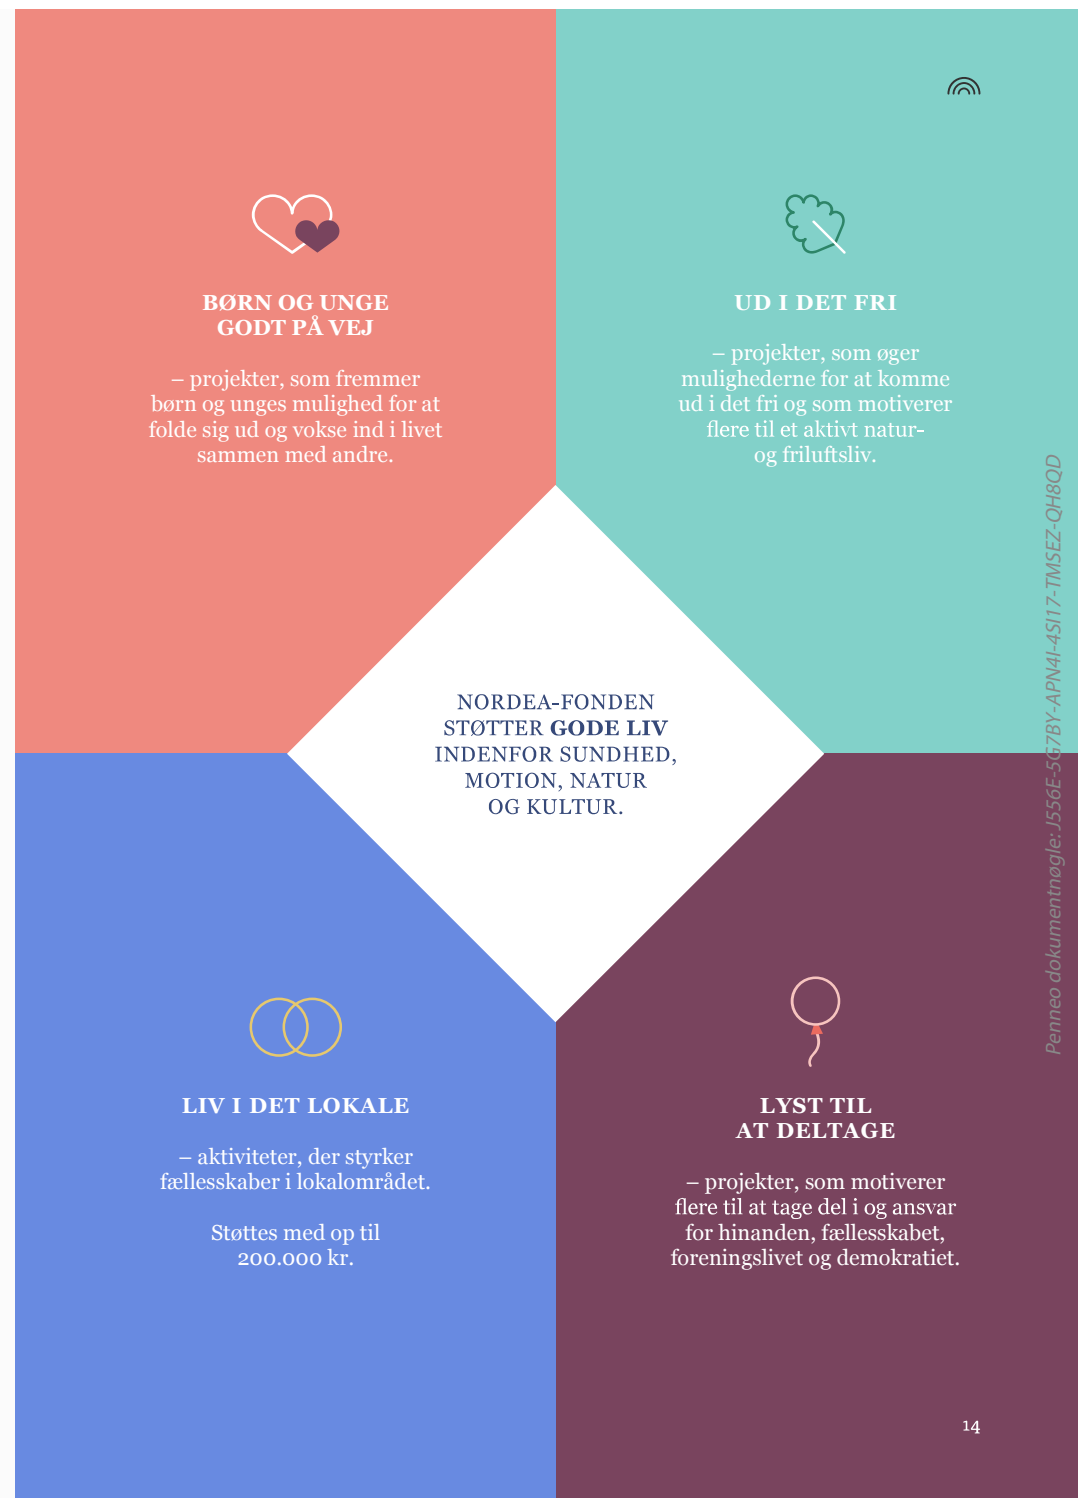 BØRN OG UNGE
GODT PÅ VEJ
– projekter, som fremmer
børn og unges mulighed for at
folde sig ud og vokse ind i livet
sammen med andre.
UD I DET FRI
– projekter, som øger
mulighederne for at komme
ud i det fri og som motiverer
flere til et aktivt natur-
og friluftsliv.
NORDEA-FONDEN
STØTTER GODE LIV
INDENFOR SUNDHED,
MOTION, NATUR
OG KULTUR.
LIV I DET LOKALE
– aktiviteter, der styrker
fællesskaber i lokalområdet.
Støttes med op til
200.000 kr.
LYST TIL
AT DELTAGE
– projekter, som motiverer
flere til at tage del i og ansvar
for hinanden, fællesskabet,
foreningslivet og demokratiet.
14
Penneo dokumentnøgle: J556E-5G7BY-APN4I-4SI17-TMSEZ-QH8QD